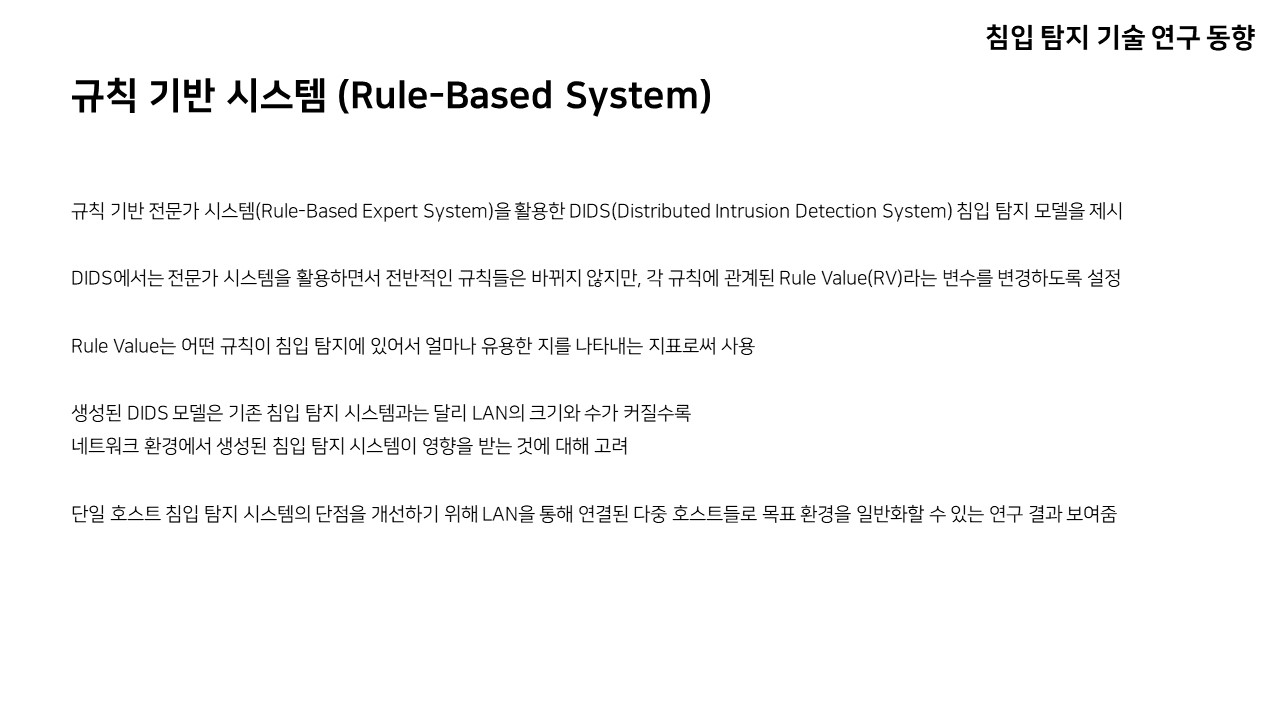 침입 탐지 기술 연구 동향
규칙 기반 시스템 (Rule-Based System)
규칙 기반 전문가 시스템(Rule-Based Expert System)을 활용한 DIDS(Distributed Intrusion Detection System) 침입 탐지 모델을 제시
DIDS에서는 전문가 시스템을 활용하면서 전반적인 규칙들은 바뀌지 않지만, 각 규칙에 관계된 Rule Value(RV)라는 변수를 변경하도록 설정
Rule Value는 어떤 규칙이 침입 탐지에 있어서 얼마나 유용한 지를 나타내는 지표로써 사용
생성된 DIDS 모델은 기존 침입 탐지 시스템과는 달리 LAN의 크기와 수가 커질수록
네트워크 환경에서 생성된 침입 탐지 시스템이 영향을 받는 것에 대해 고려
단일 호스트 침입 탐지 시스템의 단점을 개선하기 위해 LAN을 통해 연결된 다중 호스트들로 목표 환경을 일반화할 수 있는 연구 결과 보여줌